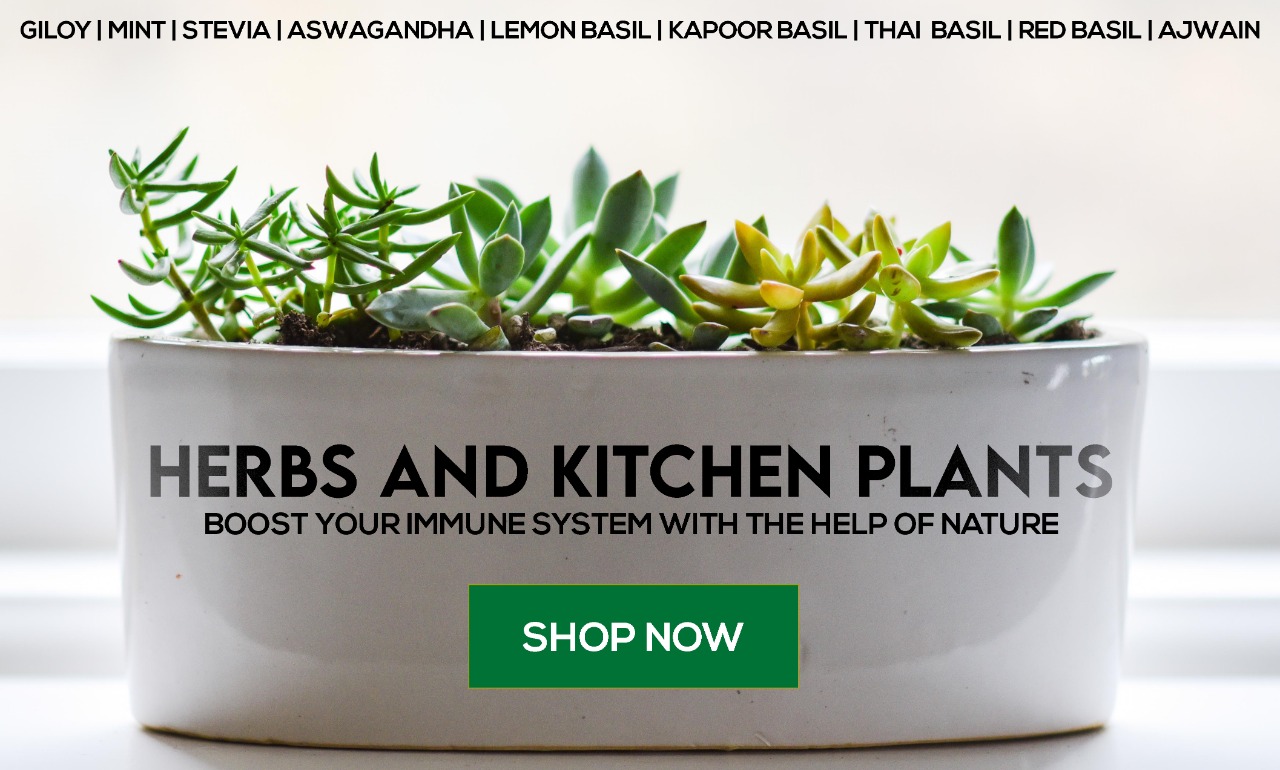 GILOY | MINT | STEVIA | ASWAGANDHA | LEMON BASIL | KAPOOR BASIL | THAI BASIL | RED BASIL | AJWAIN
HERBS AND KITCHEN PLANTS
BOOST YOUR IMMUNE SYSTEM WITH THE HELP OF NATURE
SHOP NOW